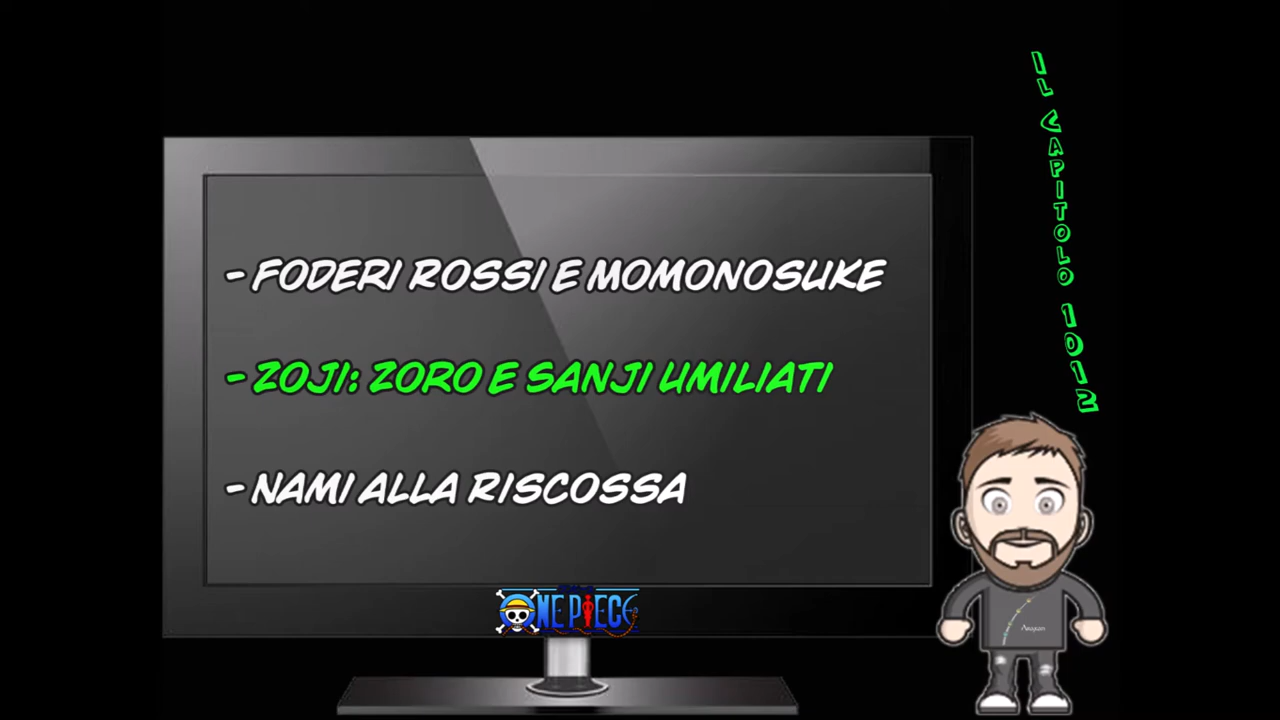 - FODERI ROSSI E MOMONOSUKE
- ZOJI: ZORO E SANJI UMILIATI
- NAMI ALLA RISCOSSA
ONE PIECE
IL CAPITOLO 1012